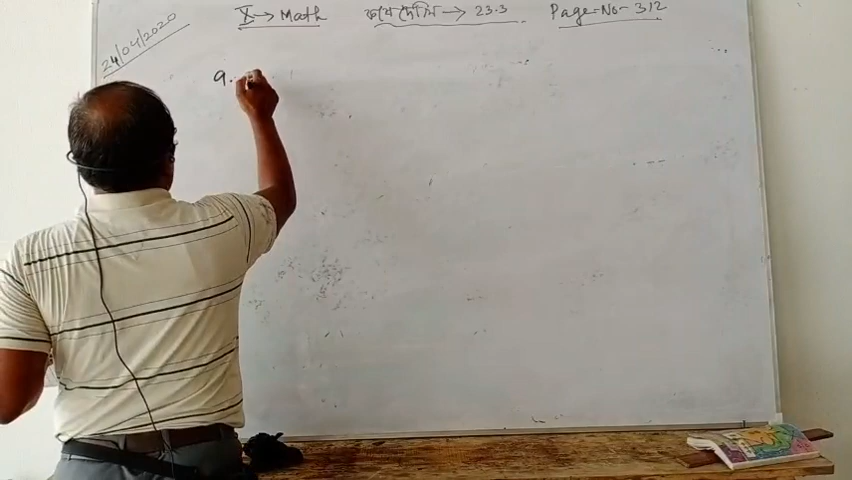 24/04/2020
X → Math
কষে দেখি → 23.3
Page-No- 312
9.